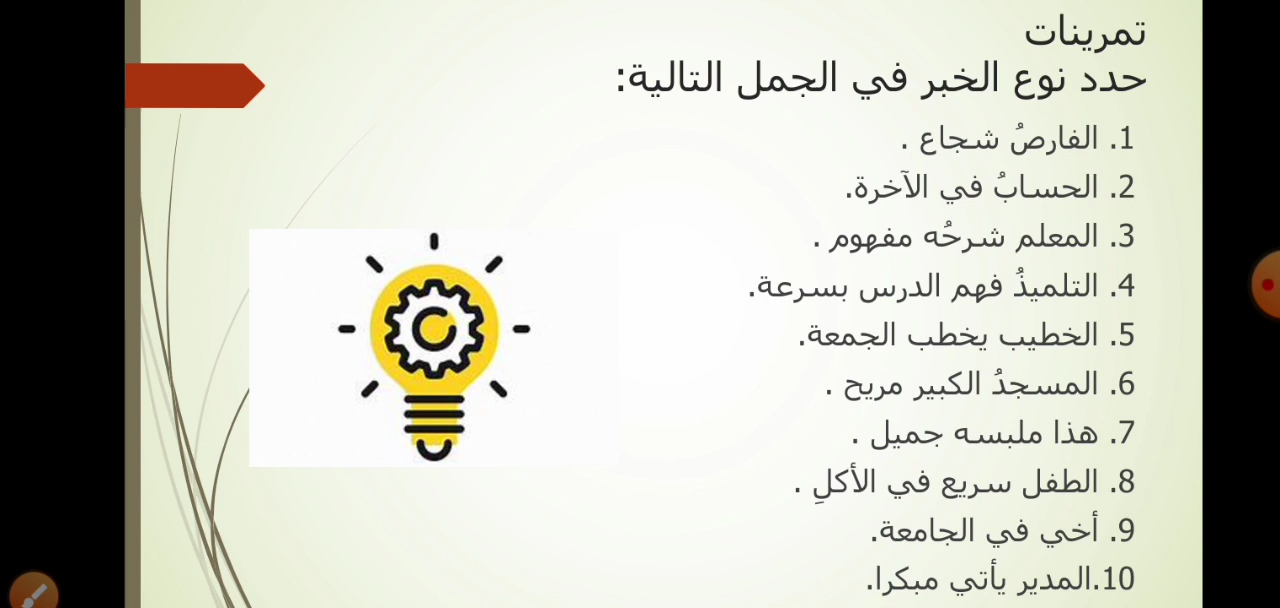 تمرينات
حدد نوع الخبر في الجمل التالية:
1. الفارصُ شجاع .
2. الحسابُ في الآخرة.
3. المعلم شرحُه مفهوم .
4. التلميذُ فهم الدرس بسرعة.
5. الخطيب يخطب الجمعة.
6. المسجدُ الكبير مريح .
7. هذا ملبسه جميل .
8. الطفل سريع في الأكلِ .
9. أخي في الجامعة.
10.المدير يأتي مبكرا.